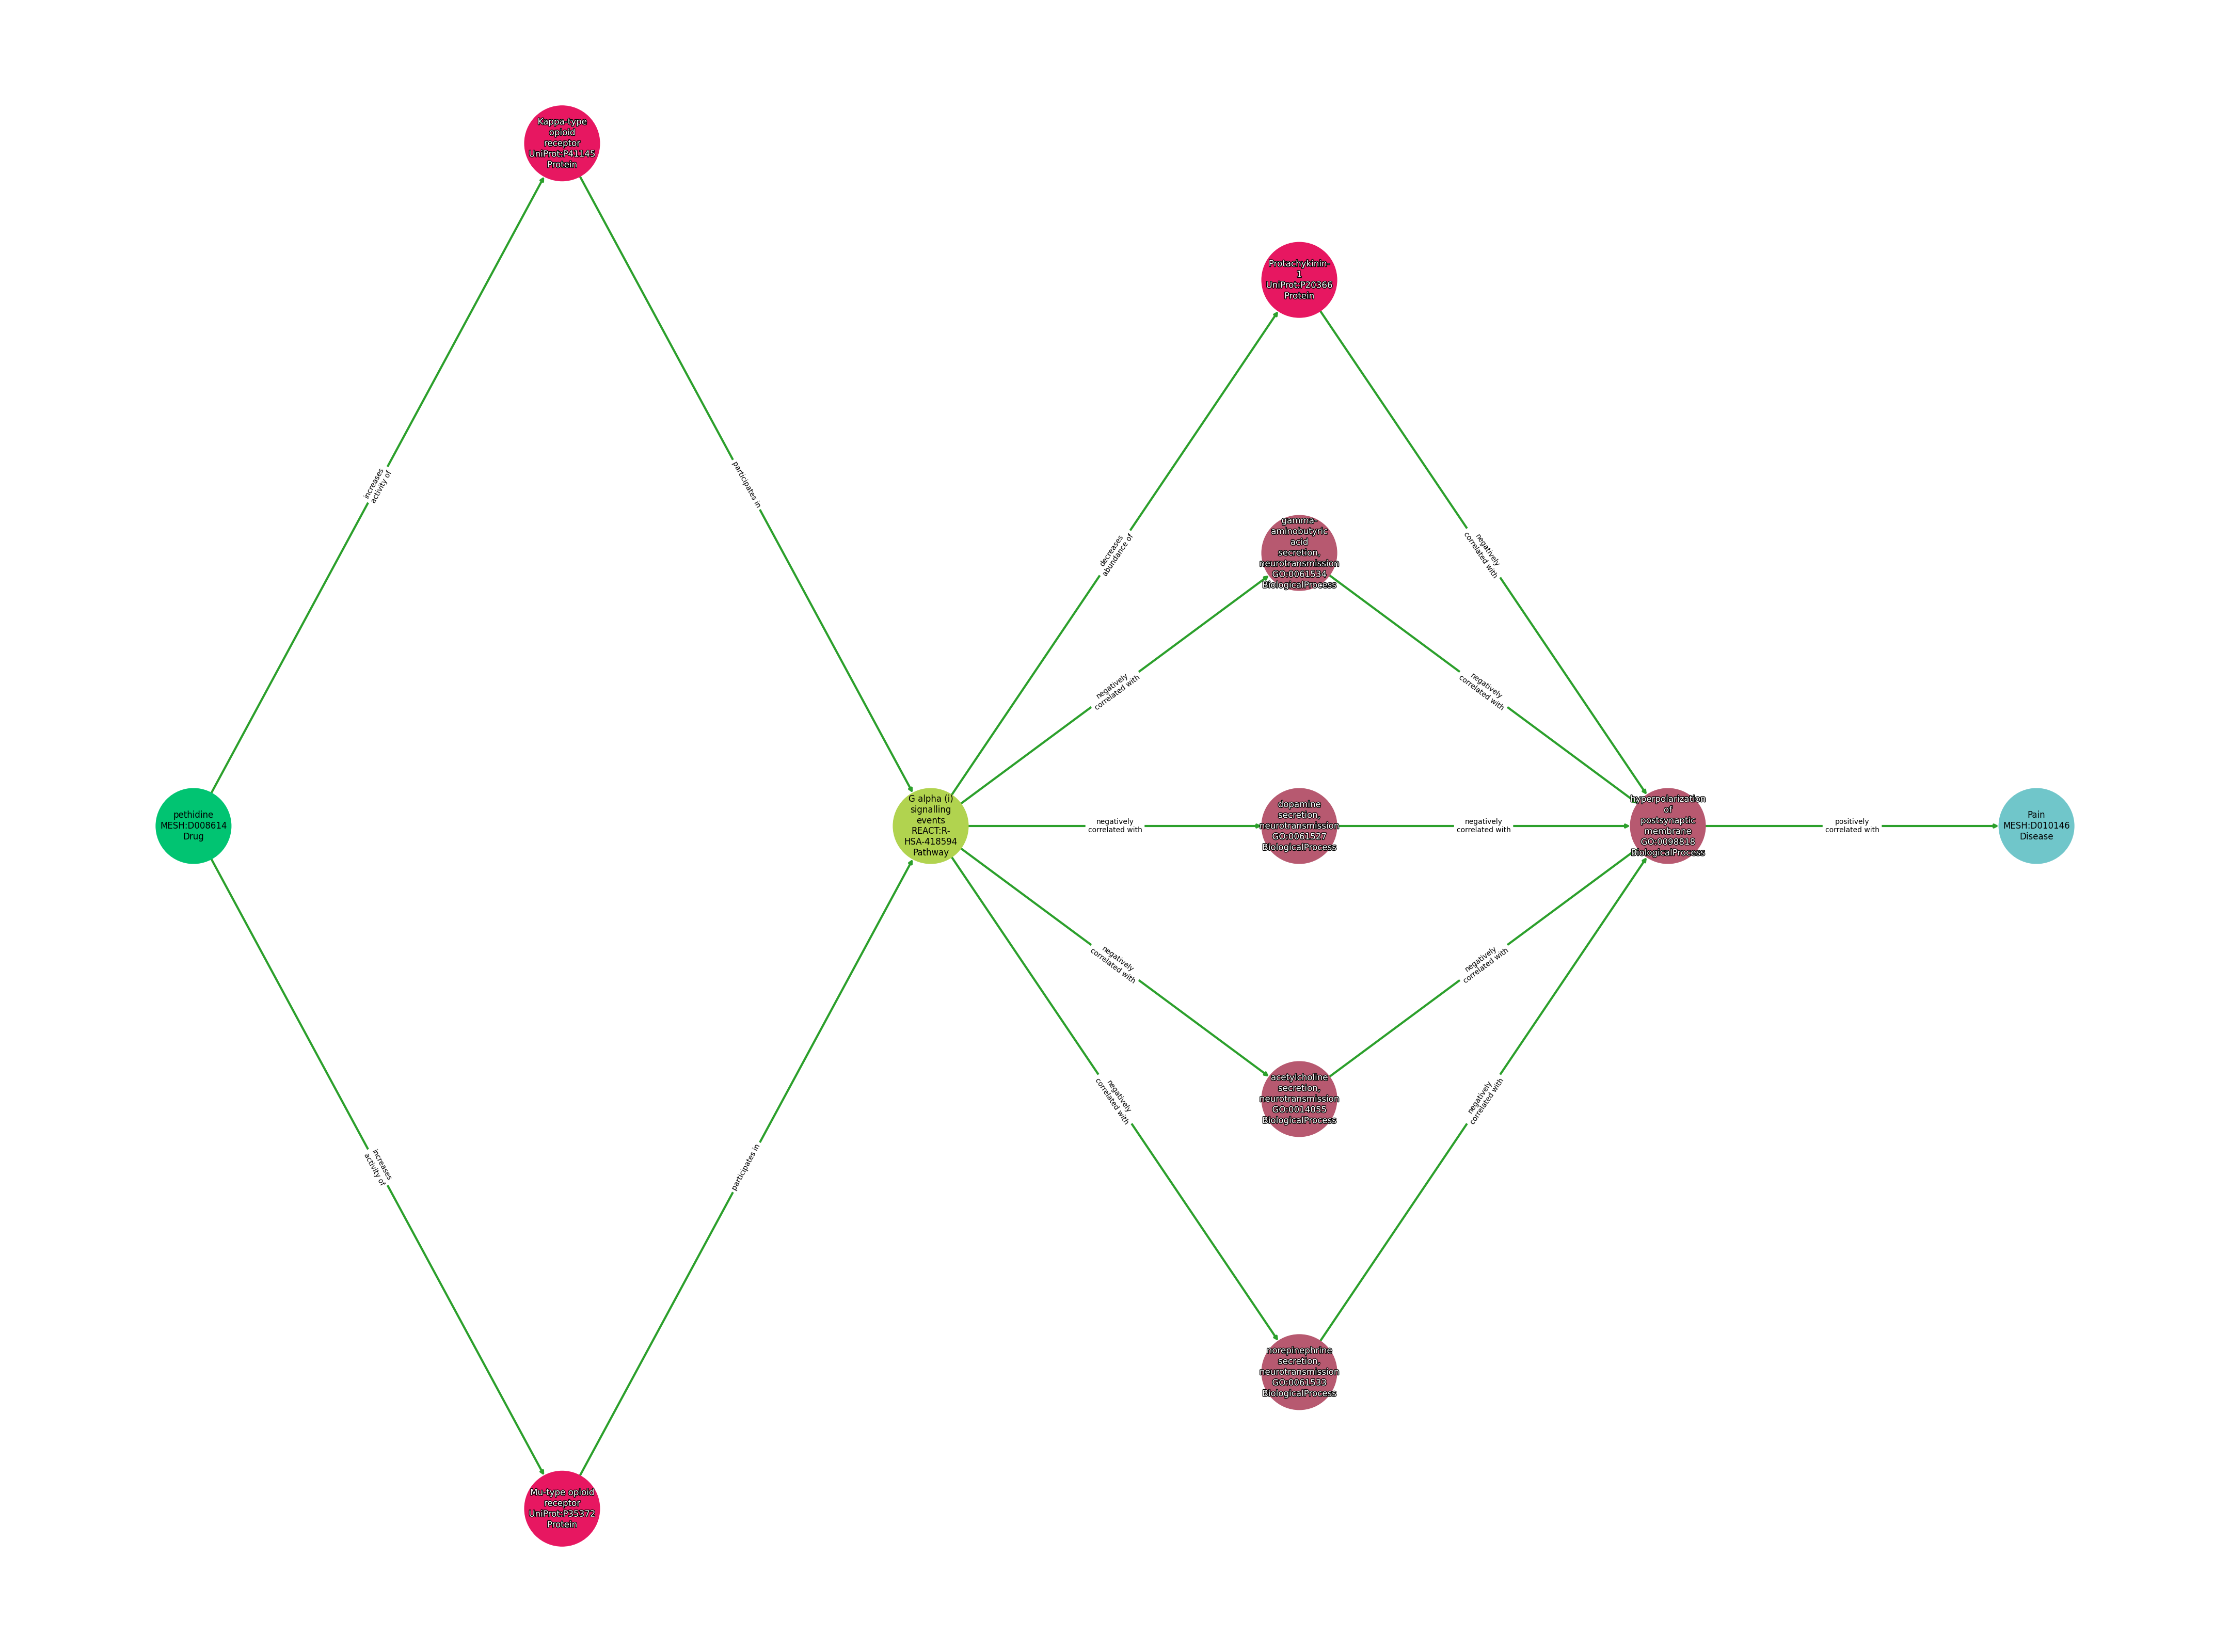 Kappa-type
opioid
receptor
UniProt:P41145
Protein
Protachykinin-
1
UniProt:P20366
Protein
increases
activity of
participates in
decreases
abundance of
negatively
correlated with
gamma-
aminobutyric
acid
secretion,
neurotransmission
GO:0061534
BiologicalProcess
negatively
correlated with
negatively
correlated with
pethidine
MESH:D008614
Drug
G alpha (i)
signalling
events
REACT:R-
HSA-418594
Pathway
negatively
correlated with
dopamine
secretion,
neurotransmission
GO:0061527
BiologicalProcess
negatively
correlated with
hyperpolarization
of
postsynaptic
membrane
GO:0098818
BiologicalProcess
positively
correlated with
Pain
MESH:D010146
Disease
negatively
correlated with
negatively
correlated with
acetylcholine
secretion,
neurotransmission
GO:0014055
BiologicalProcess
increases
activity of
participates in
negatively
correlated with
negatively
correlated with
norepinephrine
secretion,
neurotransmission
GO:0061533
BiologicalProcess
Mu-type opioid
receptor
UniProt:P35372
Protein